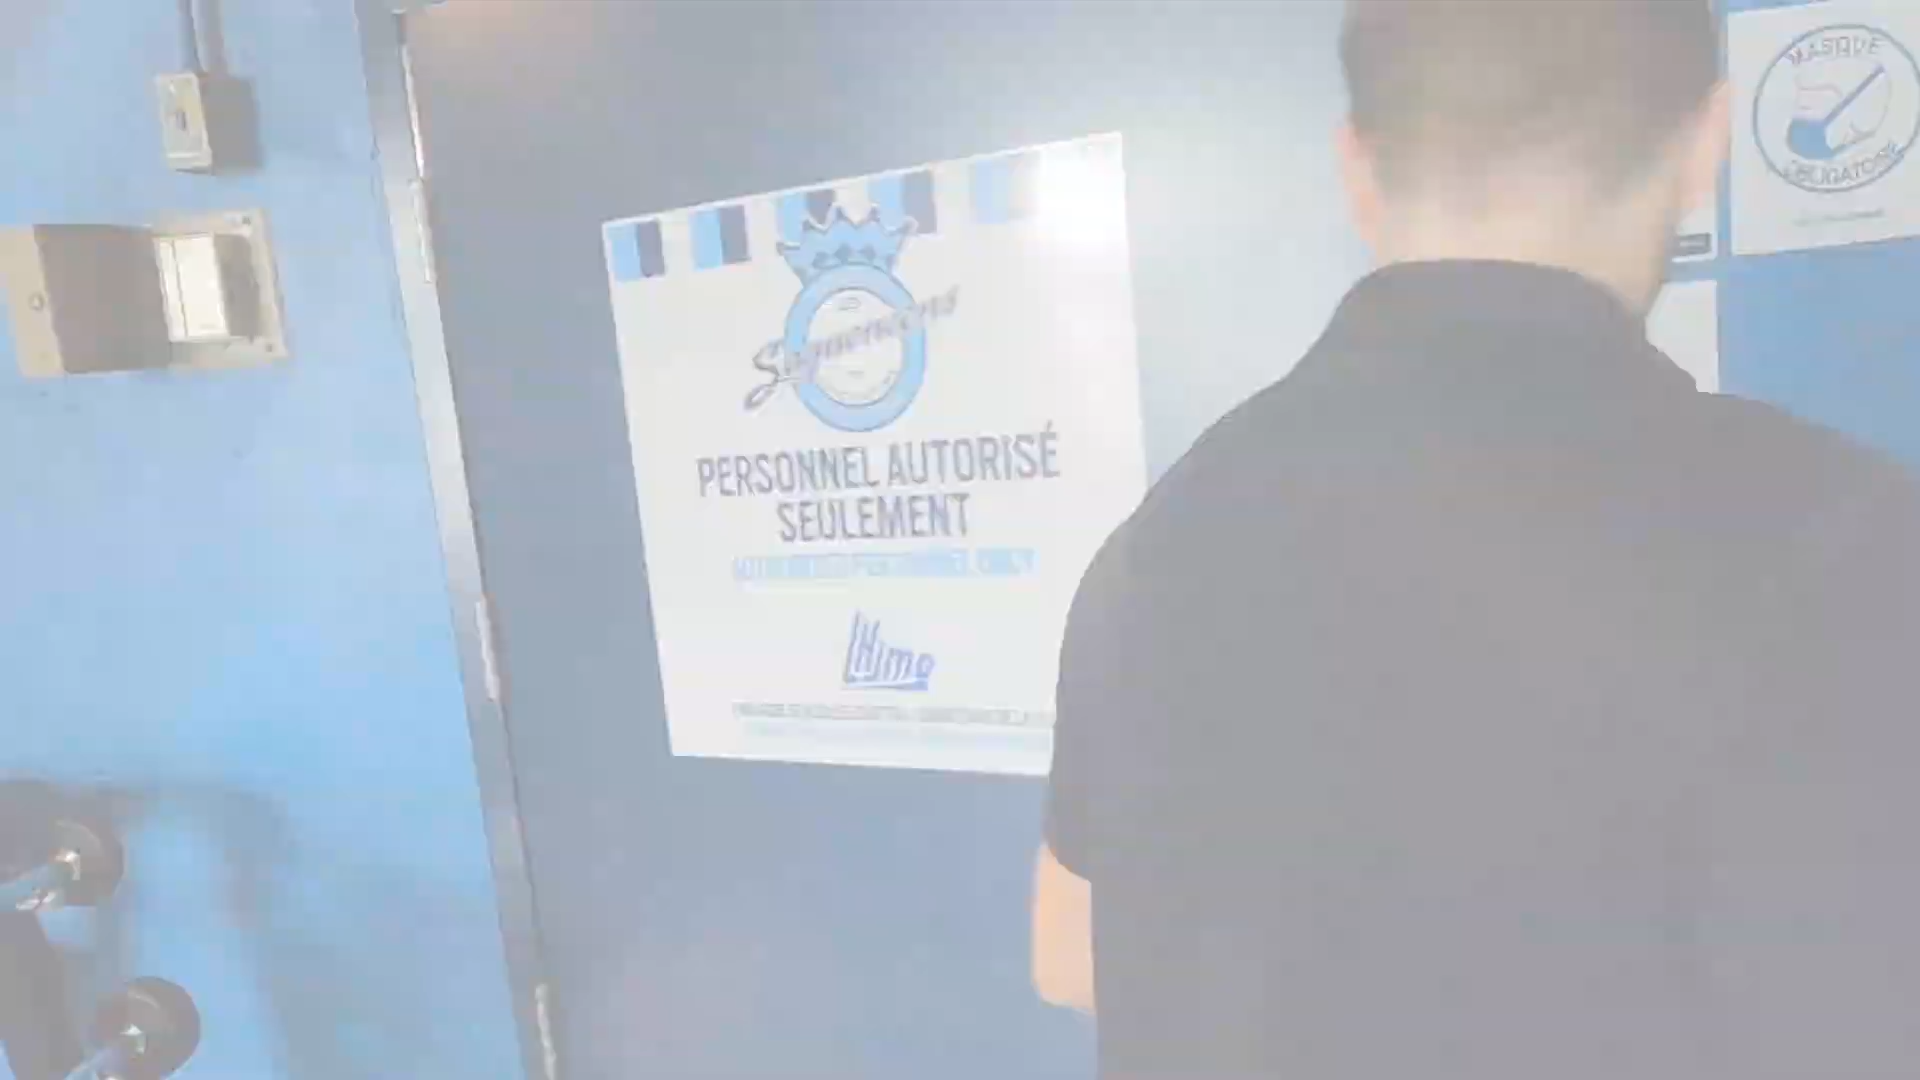 Saguenéens
PERSONNEL AUTORISÉ
SEULEMENT
AUTHORIZED PERSONNEL ONLY
LHJMQ
MASQUE
OBLIGATOIRE